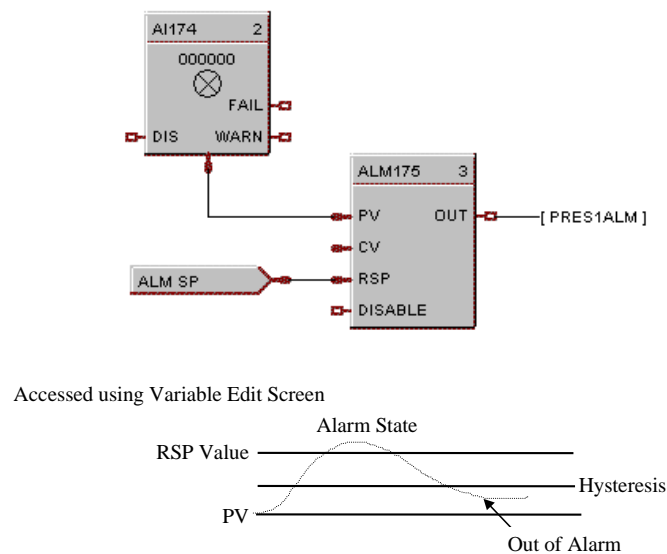 AI174 2
000000
FAIL
DIS WARN
ALM175 3
PV OUT
[ PRES1ALM ]
CV
ALM SP
RSP
DISABLE
Accessed using Variable Edit Screen
Alarm State
RSP Value
Hysteresis
PV
Out of Alarm